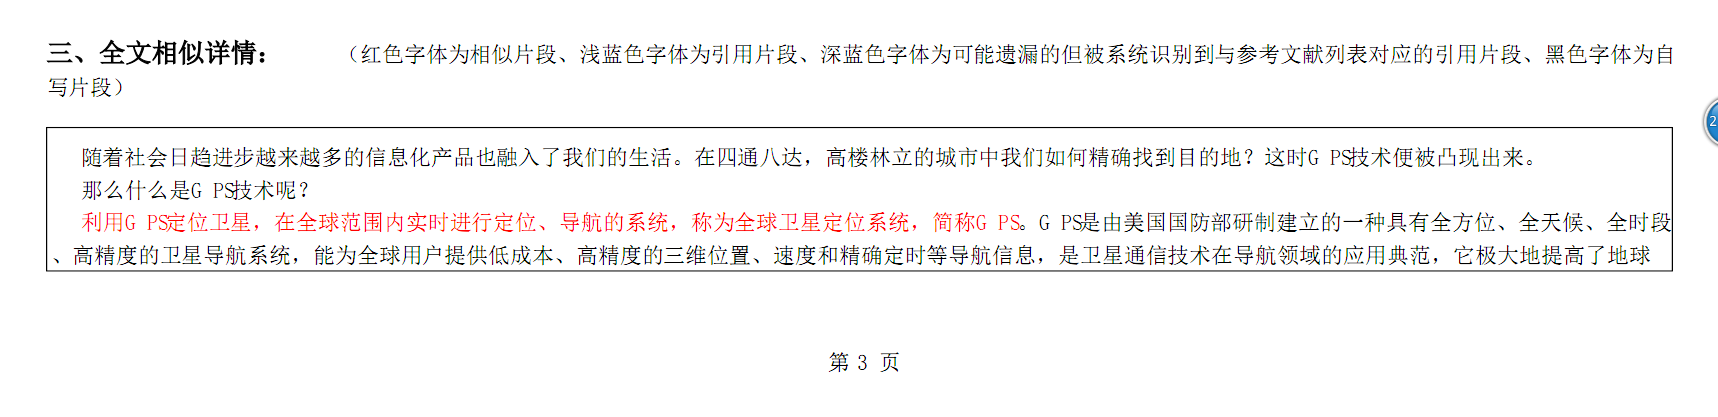 三、全文相似详情： （红色字体为相似片段、浅蓝色字体为引用片段、深蓝色字体为可能遗漏的但被系统识别到与参考文献列表对应的引用片段、黑色字体为自
写片段）
随着社会日趋进步越来越多的信息化产品也融入了我们的生活。在四通八达，高楼林立的城市中我们如何精确找到目的地？这时G PS技术便被凸现出来。
那么什么是G PS技术呢？
利用G PS定位卫星，在全球范围内实时进行定位、导航的系统，称为全球卫星定位系统，简称G PS。G PS是由美国国防部研制建立的一种具有全方位、全天候、全时段
、高精度的卫星导航系统，能为全球用户提供低成本、高精度的三维位置、速度和精确定时等导航信息，是卫星通信技术在导航领域的应用典范，它极大地提高了地球
第 3 页
2